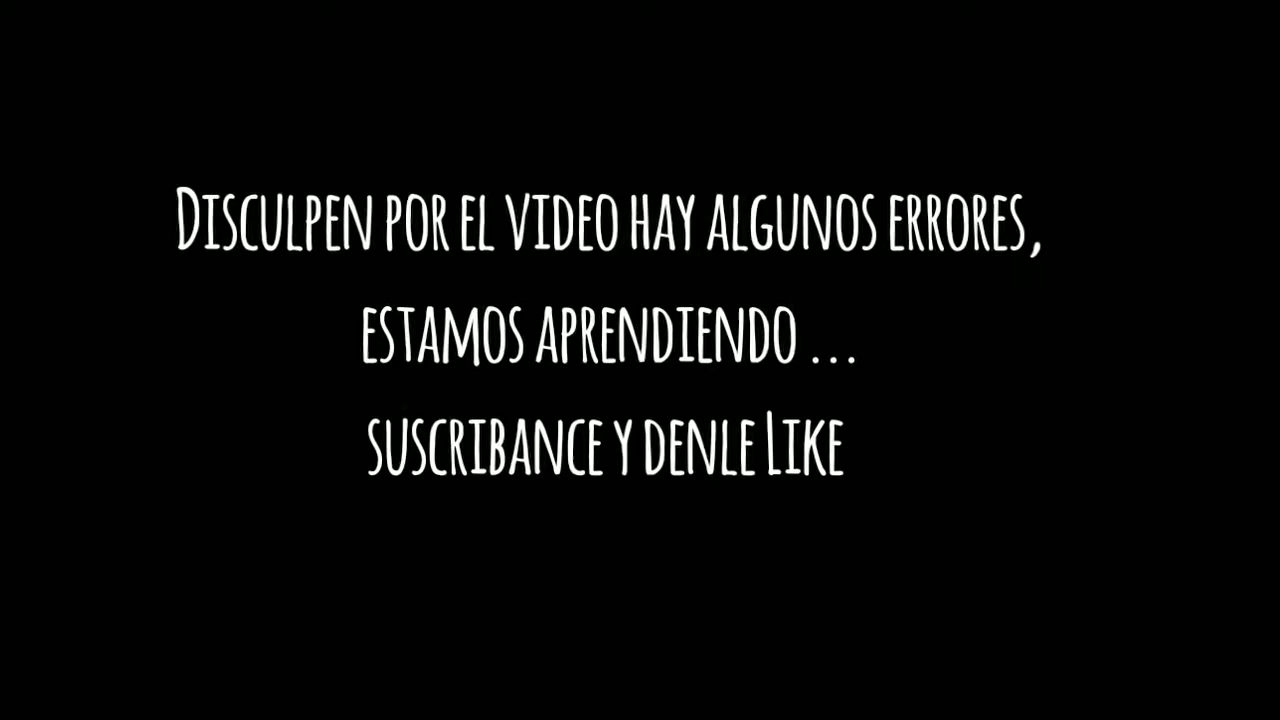 Disculpen por el video hay algunos errores,
estamos aprendiendo ...
suscribance y denle Like